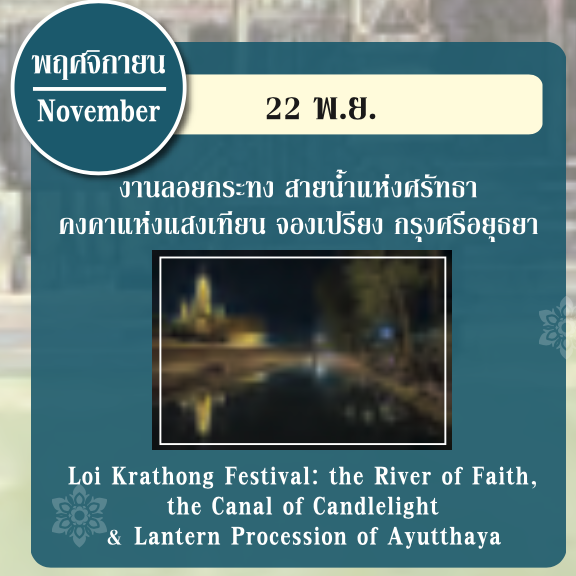 พฤศจิกายน
November
22 พ.ย.
งานลอยกระทง สายน้ำแห่งศรัทธา
คงคาแห่งแสงเทียน จองเปรียง กรุงศรีอยุธยา
Loi Krathong Festival: the River of Faith,
the Canal of Candlelight
& Lantern Procession of Ayutthaya